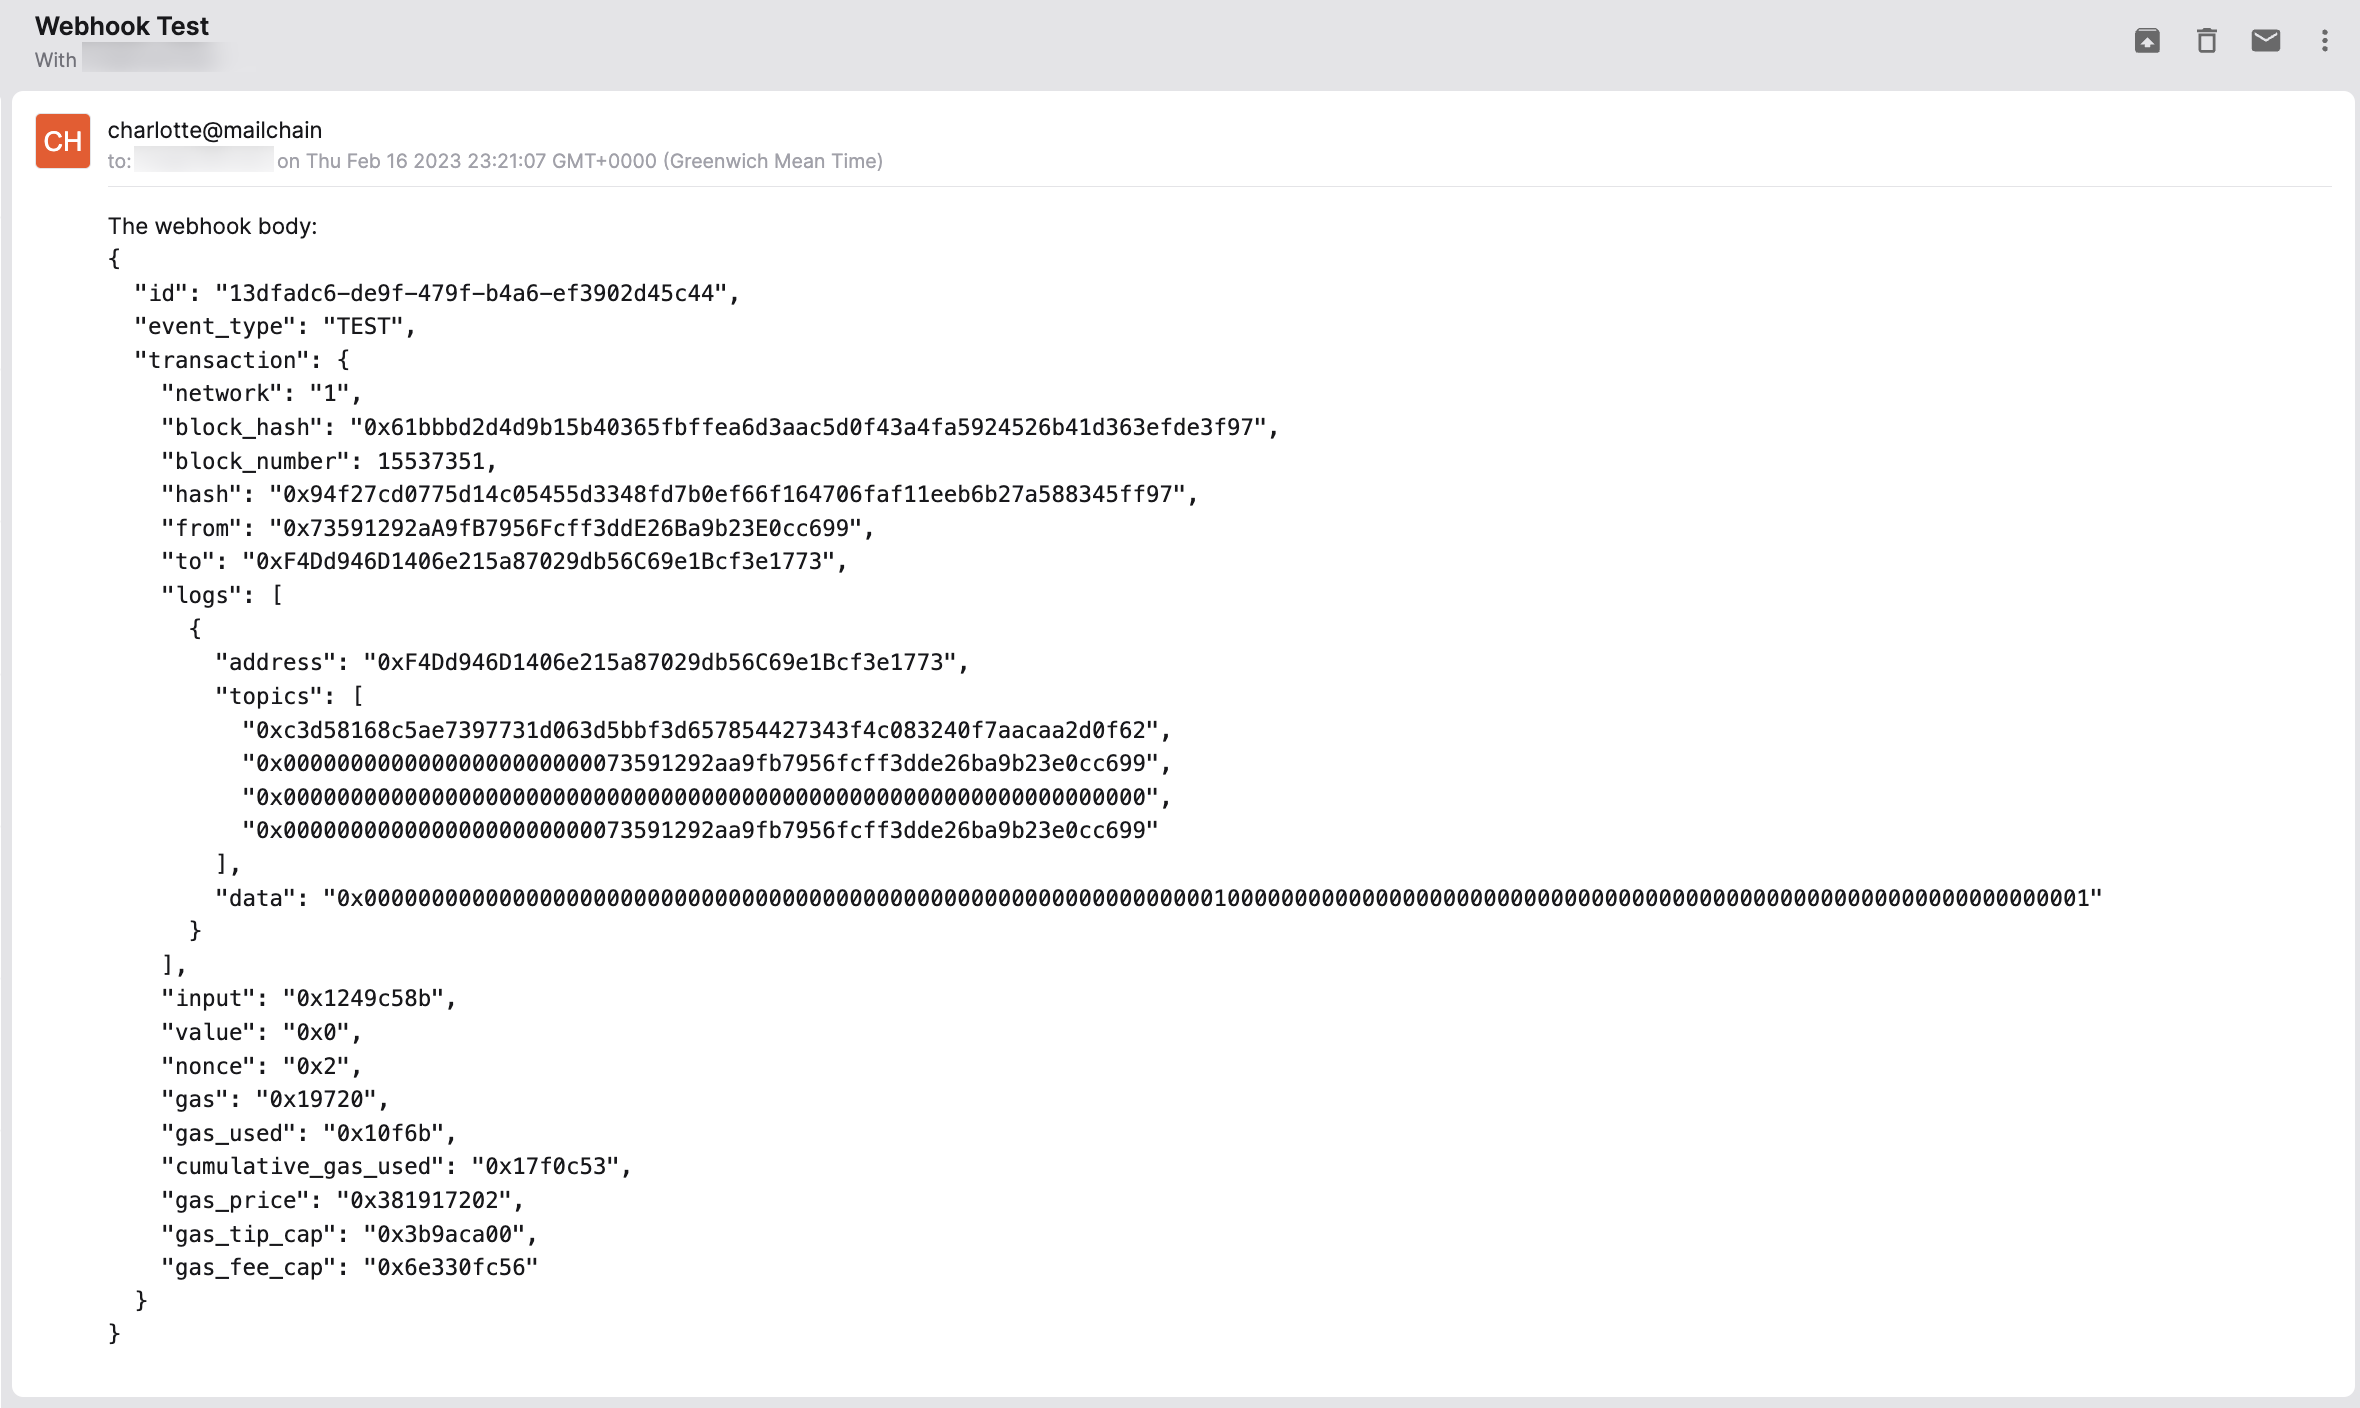 Webhook Test
With
CH
charlotte@mailchain
to: on Thu Feb 16 2023 23:21:07 GMT+0000 (Greenwich Mean Time)
The webhook body:
{
  "id": "13dfadc6-de9f-479f-b4a6-ef3902d45c44",
  "event_type": "TEST",
  "transaction": {
    "network": "1",
    "block_hash": "0x61bbbd2d4d9b15b40365fbffea6d3aac5d0f43a4fa5924526b41d363efde3f97",
    "block_number": 15537351,
    "hash": "0x94f27cd0775d14c05455d3348fd7b0ef66f164706faf11eeb6b27a588345ff97",
    "from": "0x73591292aA9fB7956Fcff3ddE26Ba9b23E0cc699",
    "to": "0xF4Dd946D1406e215a87029db56C69e1Bcf3e1773",
    "logs": [
      {
        "address": "0xF4Dd946D1406e215a87029db56C69e1Bcf3e1773",
        "topics": [
          "0xc3d58168c5ae7397731d063d5bbf3d657854427343f4c083240f7aacaa2d0f62",
          "0x00000000000000000000000073591292aa9fb7956fcff3dde26ba9b23e0cc699",
          "0x0000000000000000000000000000000000000000000000000000000000000000",
          "0x00000000000000000000000073591292aa9fb7956fcff3dde26ba9b23e0cc699"
        ],
        "data": "0x00000000000000000000000000000000000000000000000000000000000000010000000000000000000000000000000000000000000000000000000000000001"
      }
    ],
    "input": "0x1249c58b",
    "value": "0x0",
    "nonce": "0x2",
    "gas": "0x19720",
    "gas_used": "0x10f6b",
    "cumulative_gas_used": "0x17f0c53",
    "gas_price": "0x381917202",
    "gas_tip_cap": "0x3b9aca00",
    "gas_fee_cap": "0x6e330fc56"
  }
}